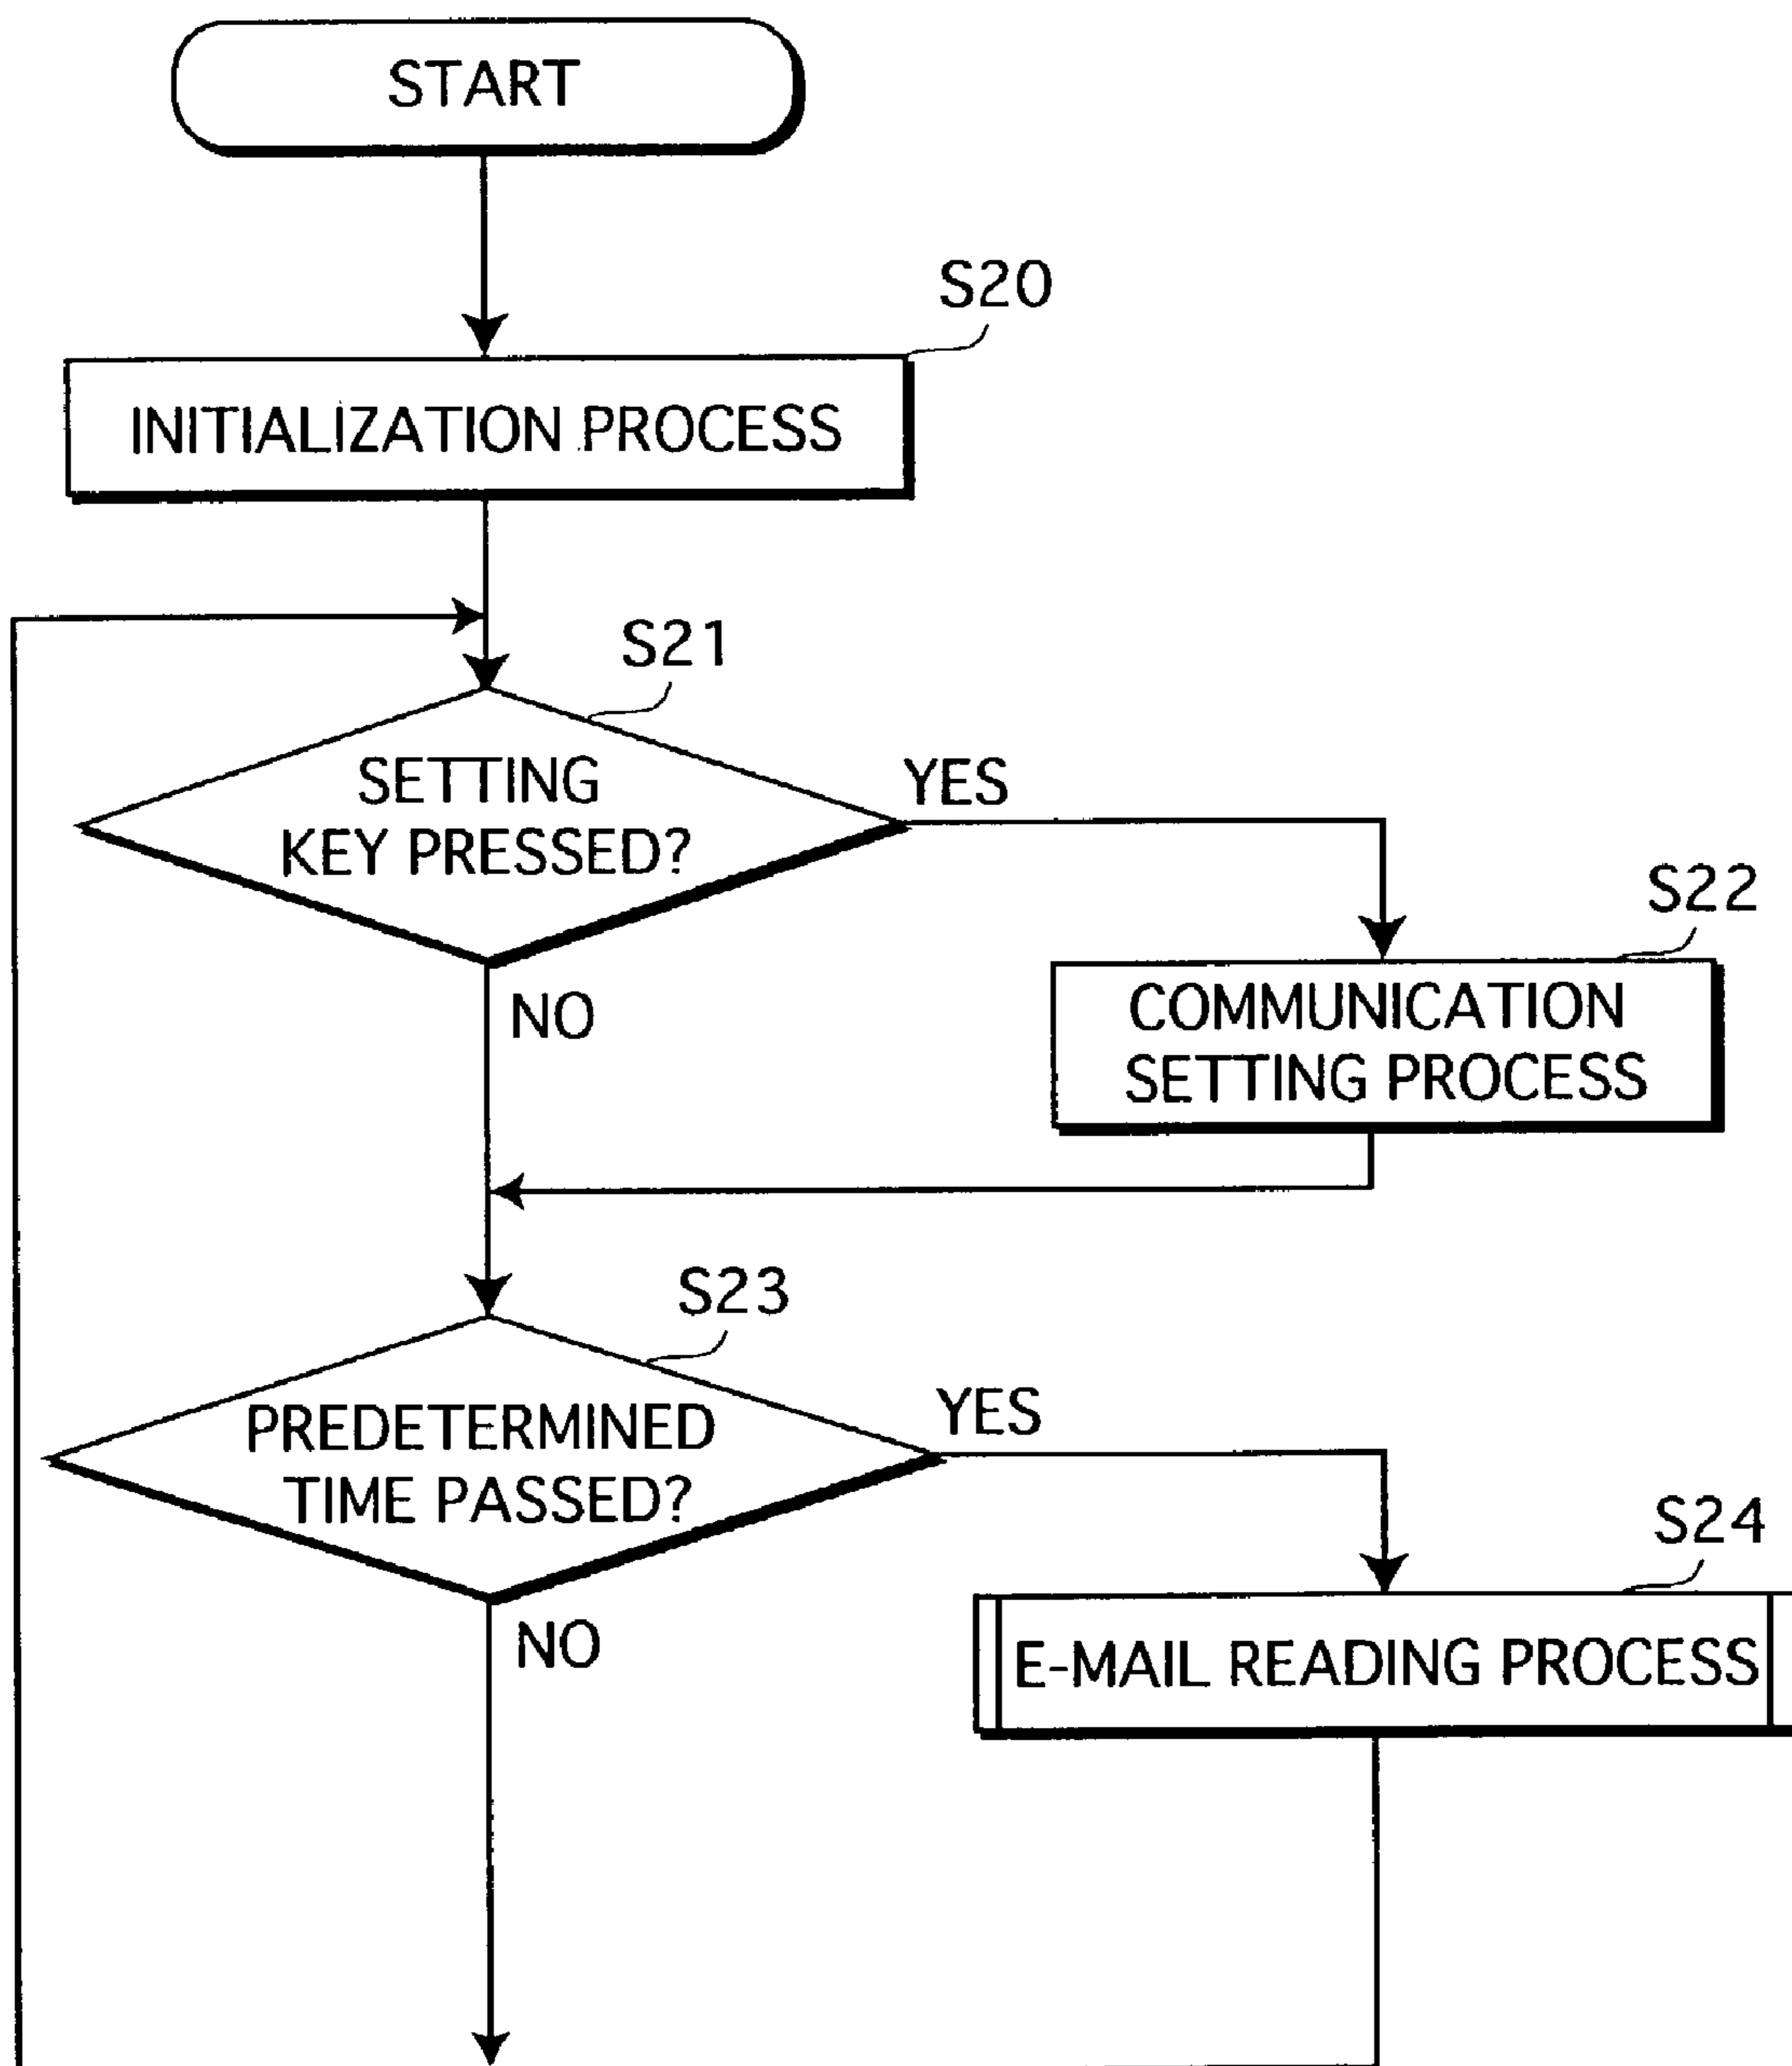 START
S20
INITIALIZATION PROCESS
S21
SETTING
KEY PRESSED?
YES
S22
NO
COMMUNICATION
SETTING PROCESS
S23
PREDETERMINED
TIME PASSED?
YES
S24
NO
E-MAIL READING PROCESS